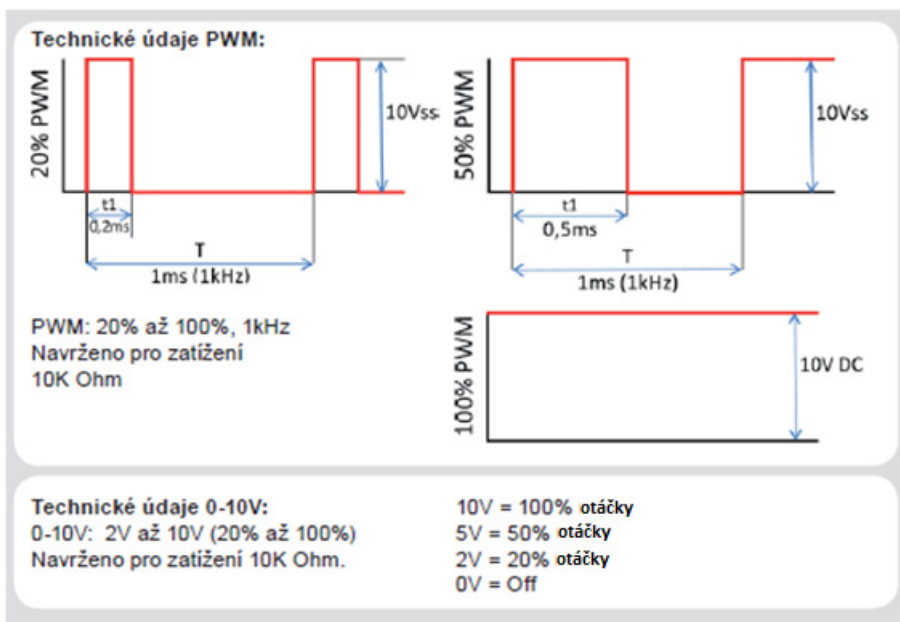 Technické údaje PWM:
20% PWM
10Vss
t1
0,2ms
T
1ms (1kHz)
50% PWM
10Vss
t1
0,5ms
T
1ms (1kHz)
PWM: 20% až 100%, 1kHz
Navrženo pro zatížení
10K Ohm
100% PWM
10V DC
Technické údaje 0-10V:
0-10V: 2V až 10V (20% až 100%)
Navrženo pro zatížení 10K Ohm.
10V = 100% otáčky
5V = 50% otáčky
2V = 20% otáčky
0V = Off